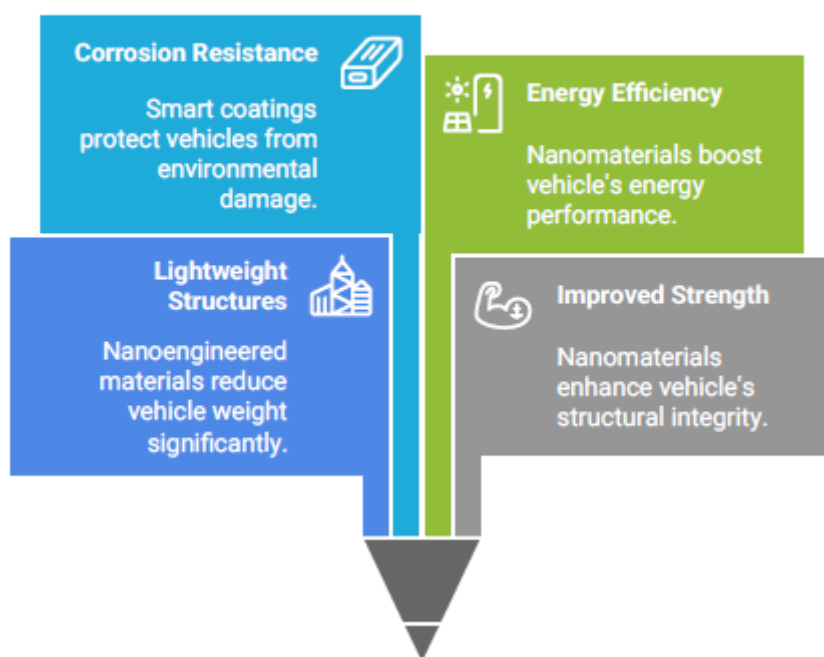 Corrosion Resistance
Smart coatings
protect vehicles from
environmental
damage.
Energy Efficiency
Nanomaterials boost
vehicle's energy
performance.
Lightweight
Structures
Nanoengineered
materials reduce
vehicle weight
significantly.
Improved Strength
Nanomaterials
enhance vehicle's
structural integrity.